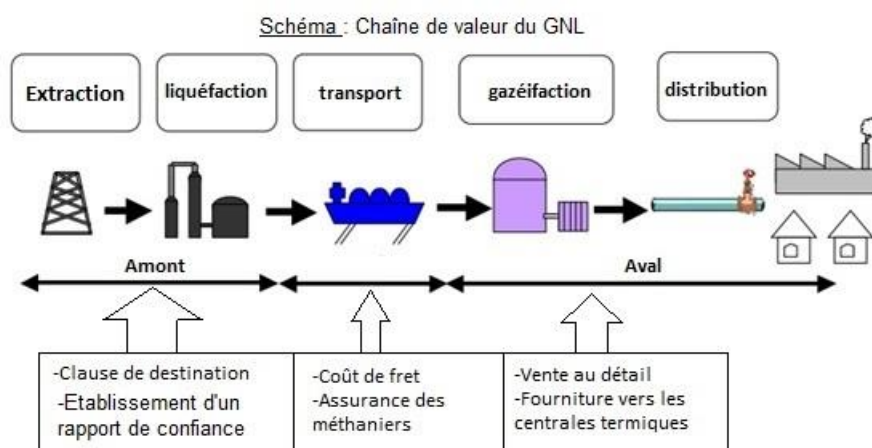 Schéma : Chaîne de valeur du GNL
Extraction
liquéfaction
transport
gazéifaction
distribution
Amont
Aval
-Clause de destination
-Etablissement d'un
rapport de confiance
-Coût de fret
-Assurance des
méthaniers
-Vente au détail
-Fourniture vers les
centrales termiques